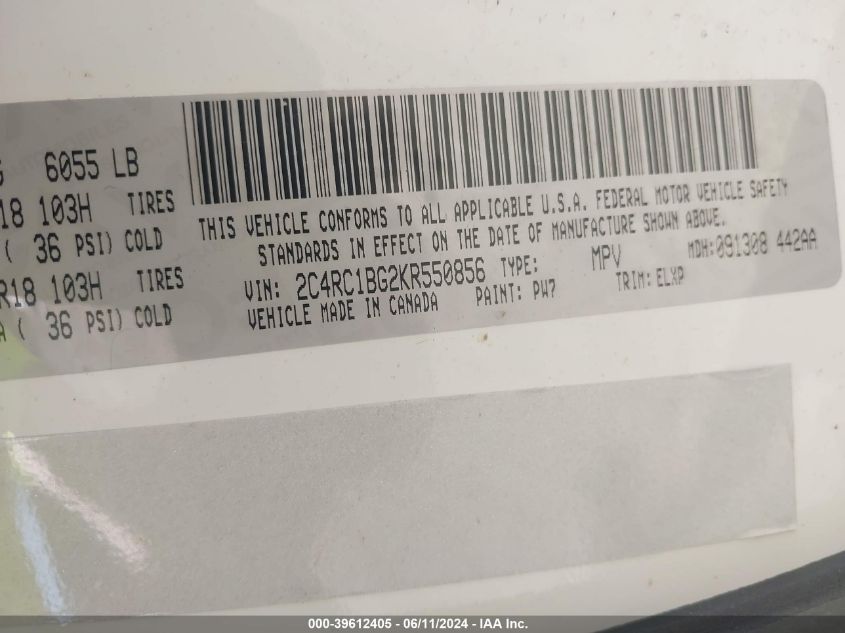 G 6055 LB
R18 103H TIRES
( 36 PSI) COLD
R18 103H TIRES
A ( 36 PSI) COLD
THIS VEHICLE CONFORMS TO ALL APPLICABLE U.S.A. FEDERAL MOTOR VEHICLE SAFETY
STANDARDS IN EFFECT ON THE DATE OF MANUFACTURE SHOWN ABOVE.
VIN: 2C4RC1BG2KR550856 TYPE: MPV MDH:091308 442AA
VEHICLE MADE IN CANADA PAINT: PW7 TRIM: ELXP
000-39612405 - 06/11/2024 - IAA Inc.